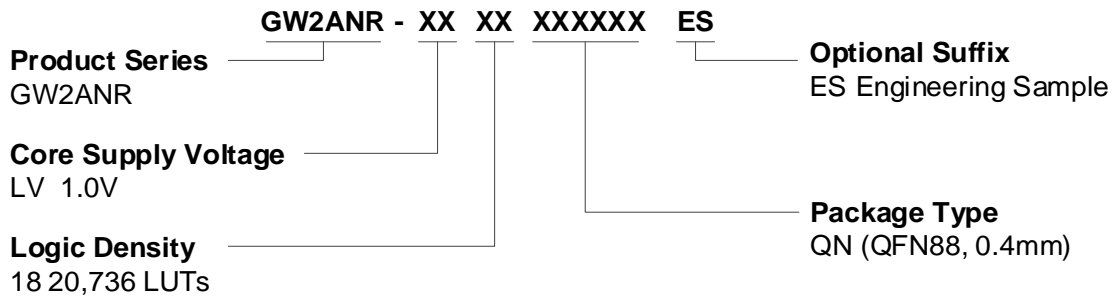 GW2ANR - XX XX XXXXXX ES
Product Series
GW2ANR
Optional Suffix
ES Engineering Sample
Core Supply Voltage
LV 1.0V
Package Type
QN (QFN88, 0.4mm)
Logic Density
18 20,736 LUTs